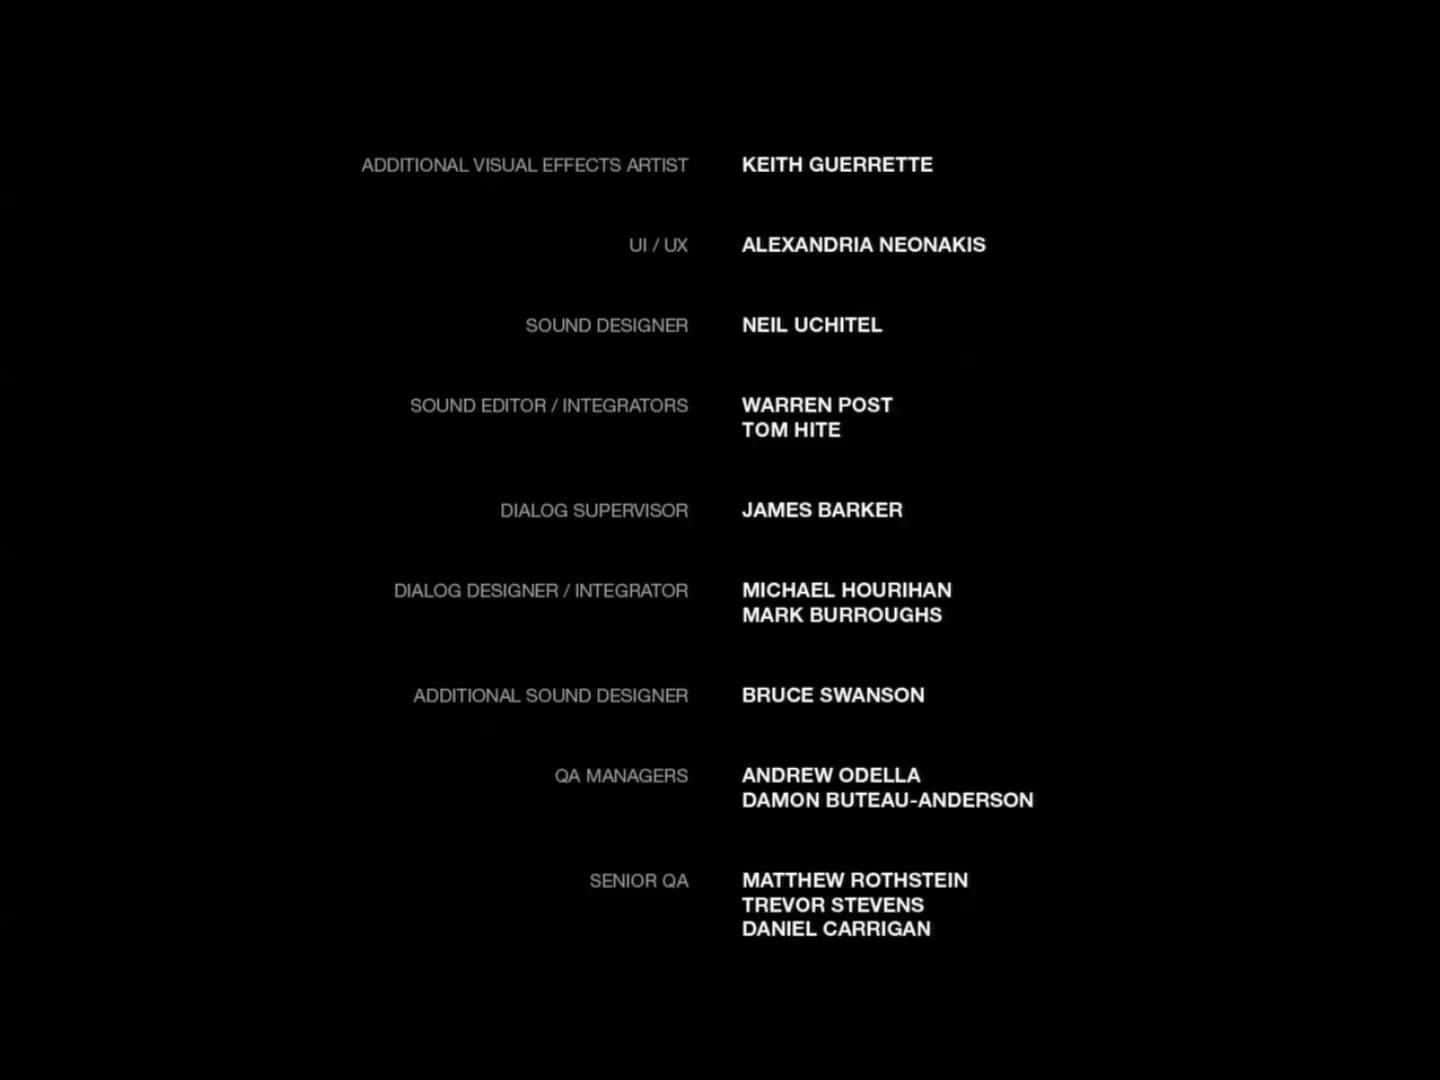 ADDITIONAL VISUAL EFFECTS ARTIST KEITH GUERRETTE
UI / UX ALEXANDRIA NEONAKIS
SOUND DESIGNER NEIL UCHITEL
SOUND EDITOR / INTEGRATORS WARREN POST
TOM HITE
DIALOG SUPERVISOR JAMES BARKER
DIALOG DESIGNER / INTEGRATOR MICHAEL HOURIHAN
MARK BURROUGHS
ADDITIONAL SOUND DESIGNER BRUCE SWANSON
QA MANAGERS ANDREW ODELLA
DAMON BUTEAU-ANDERSON
SENIOR QA MATTHEW ROTHSTEIN
TREVOR STEVENS
DANIEL CARRIGAN